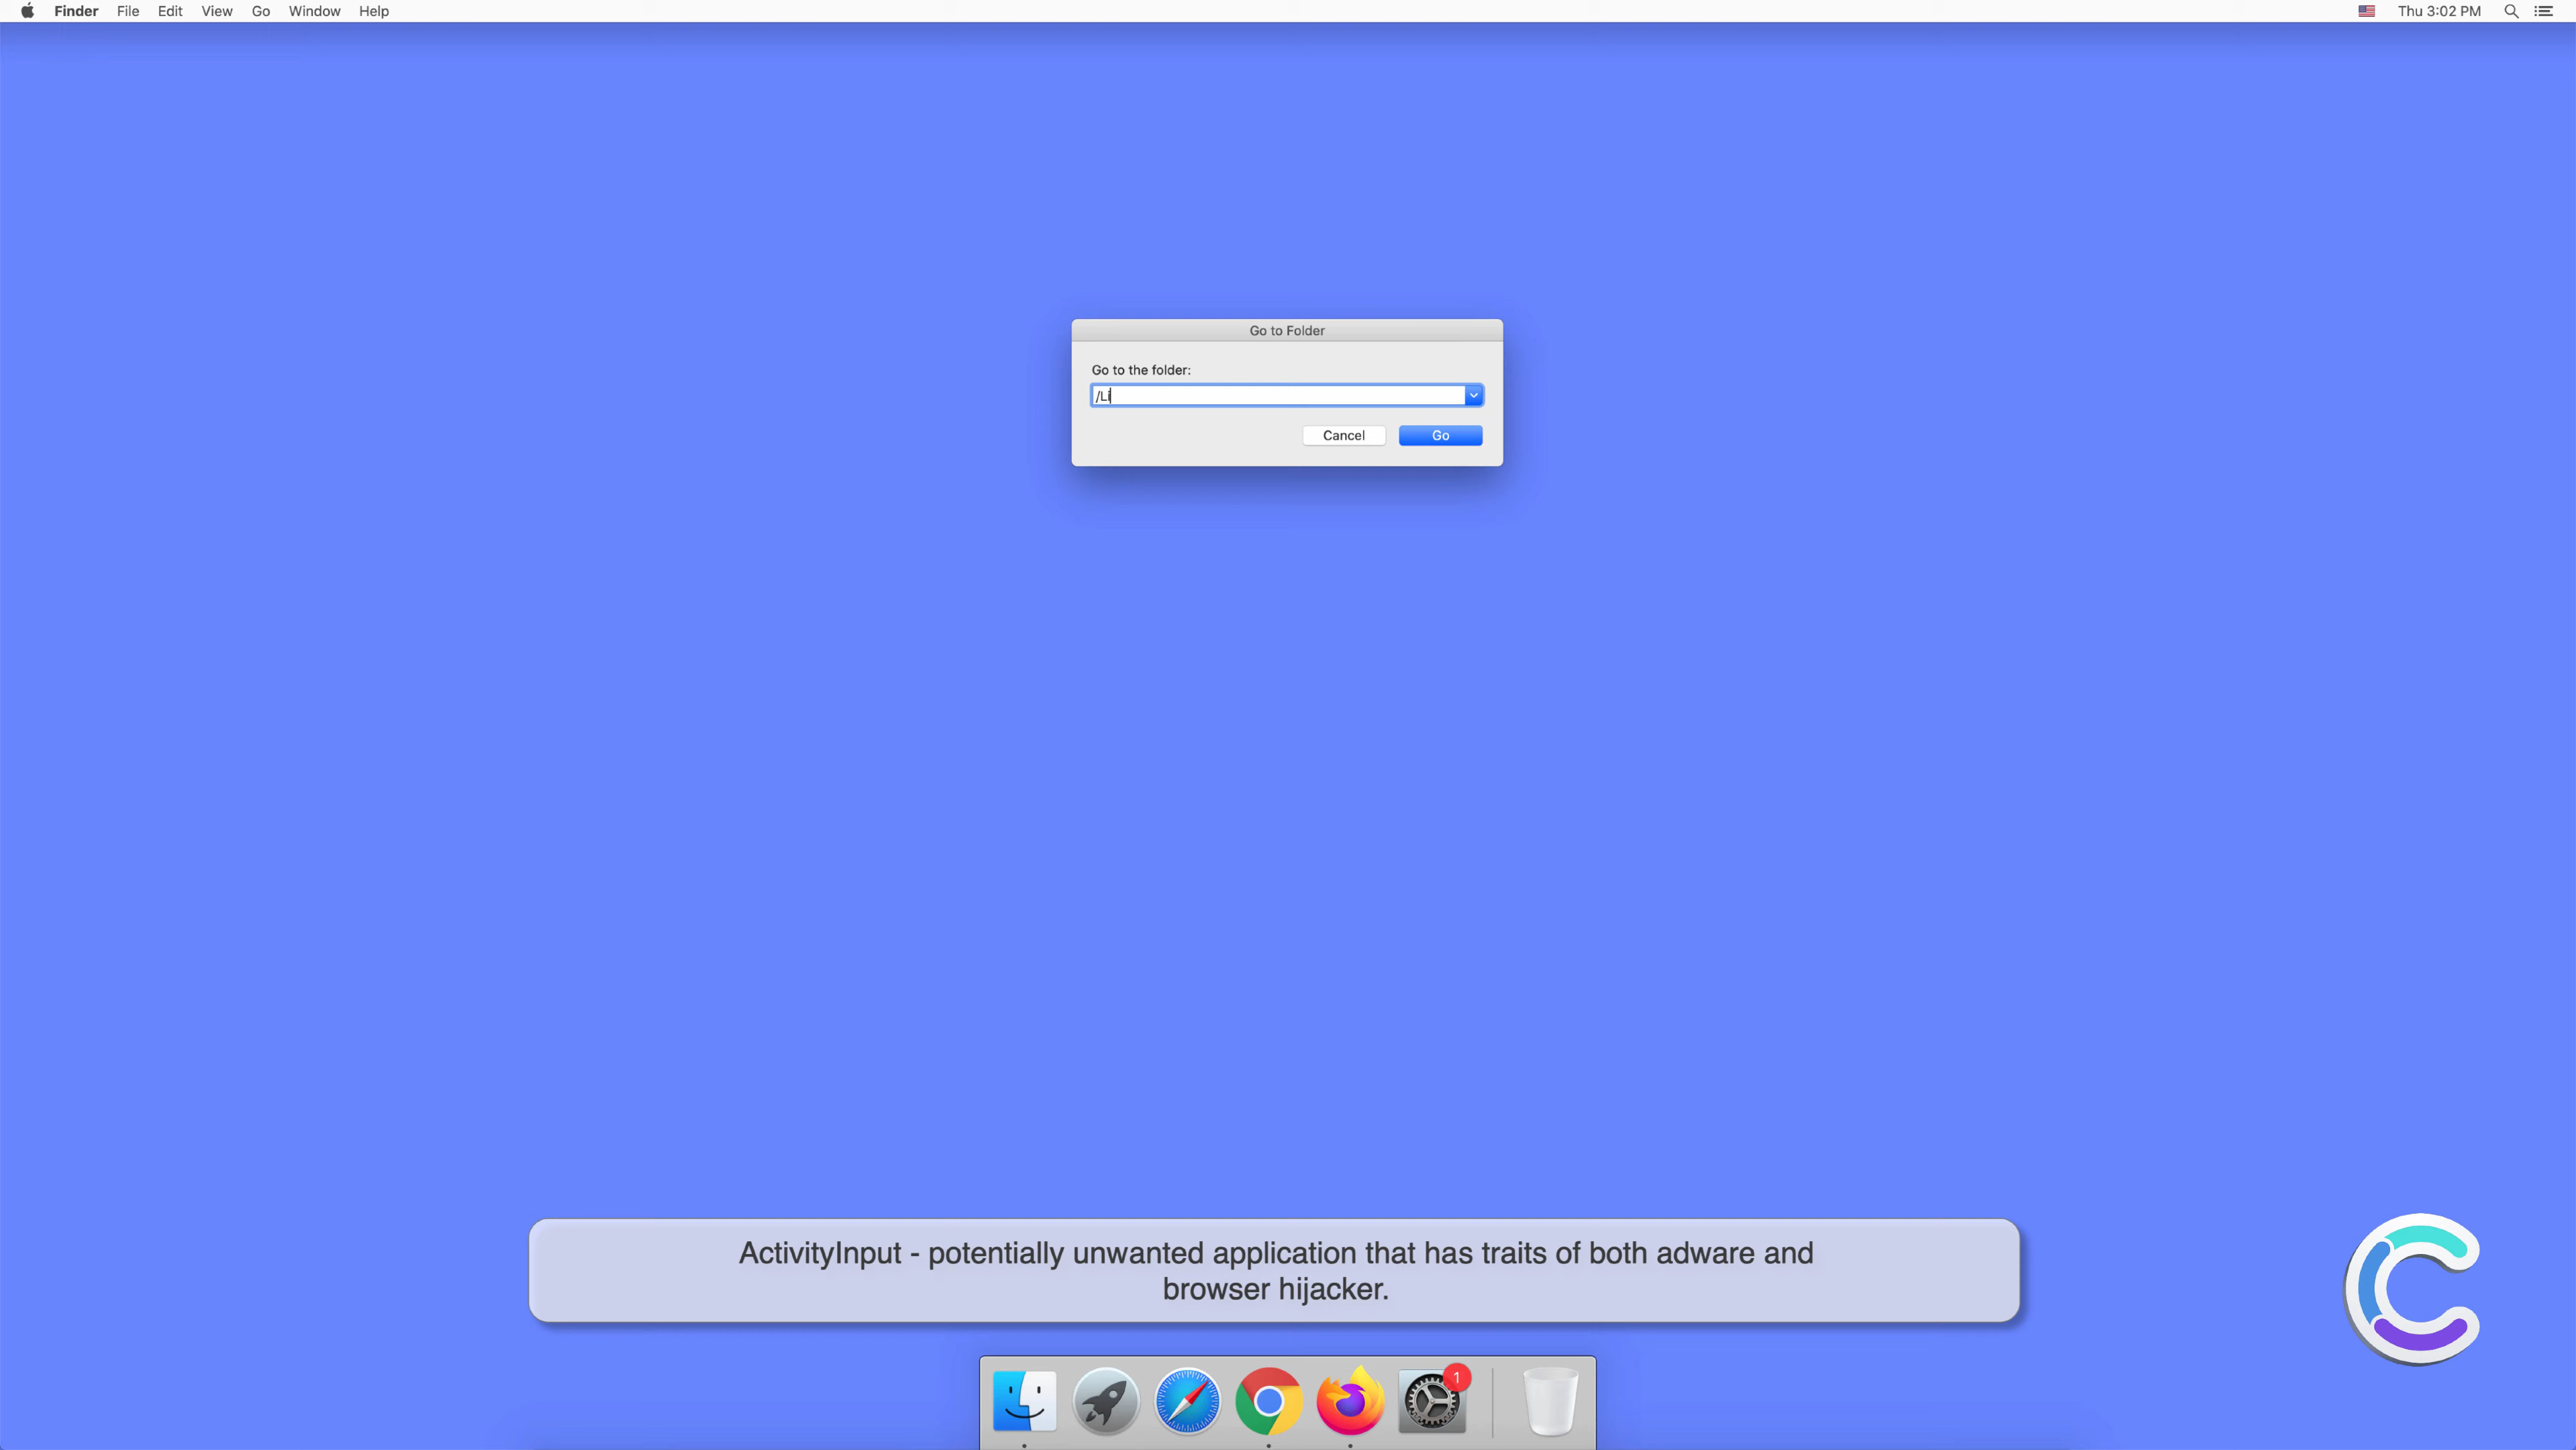 Finder File Edit View Go Window Help
Thu 3:02 PM
Go to Folder
Go to the folder:
/Li
Cancel Go
ActivityInput - potentially unwanted application that has traits of both adware and
browser hijacker.
1